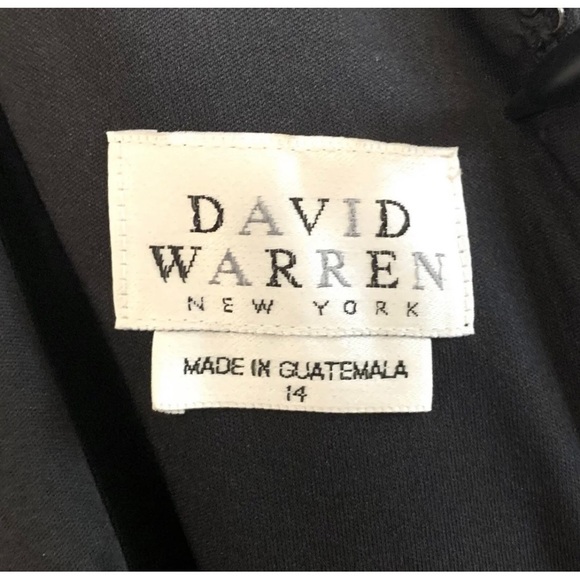 DAVID
WARREN
NEW YORK
MADE IN GUATEMALA
14